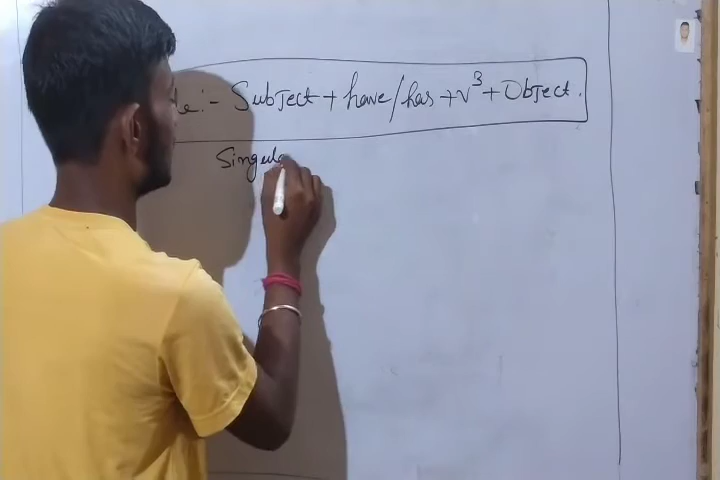 le:- Subject + have/has + V³ + Object.
Singula